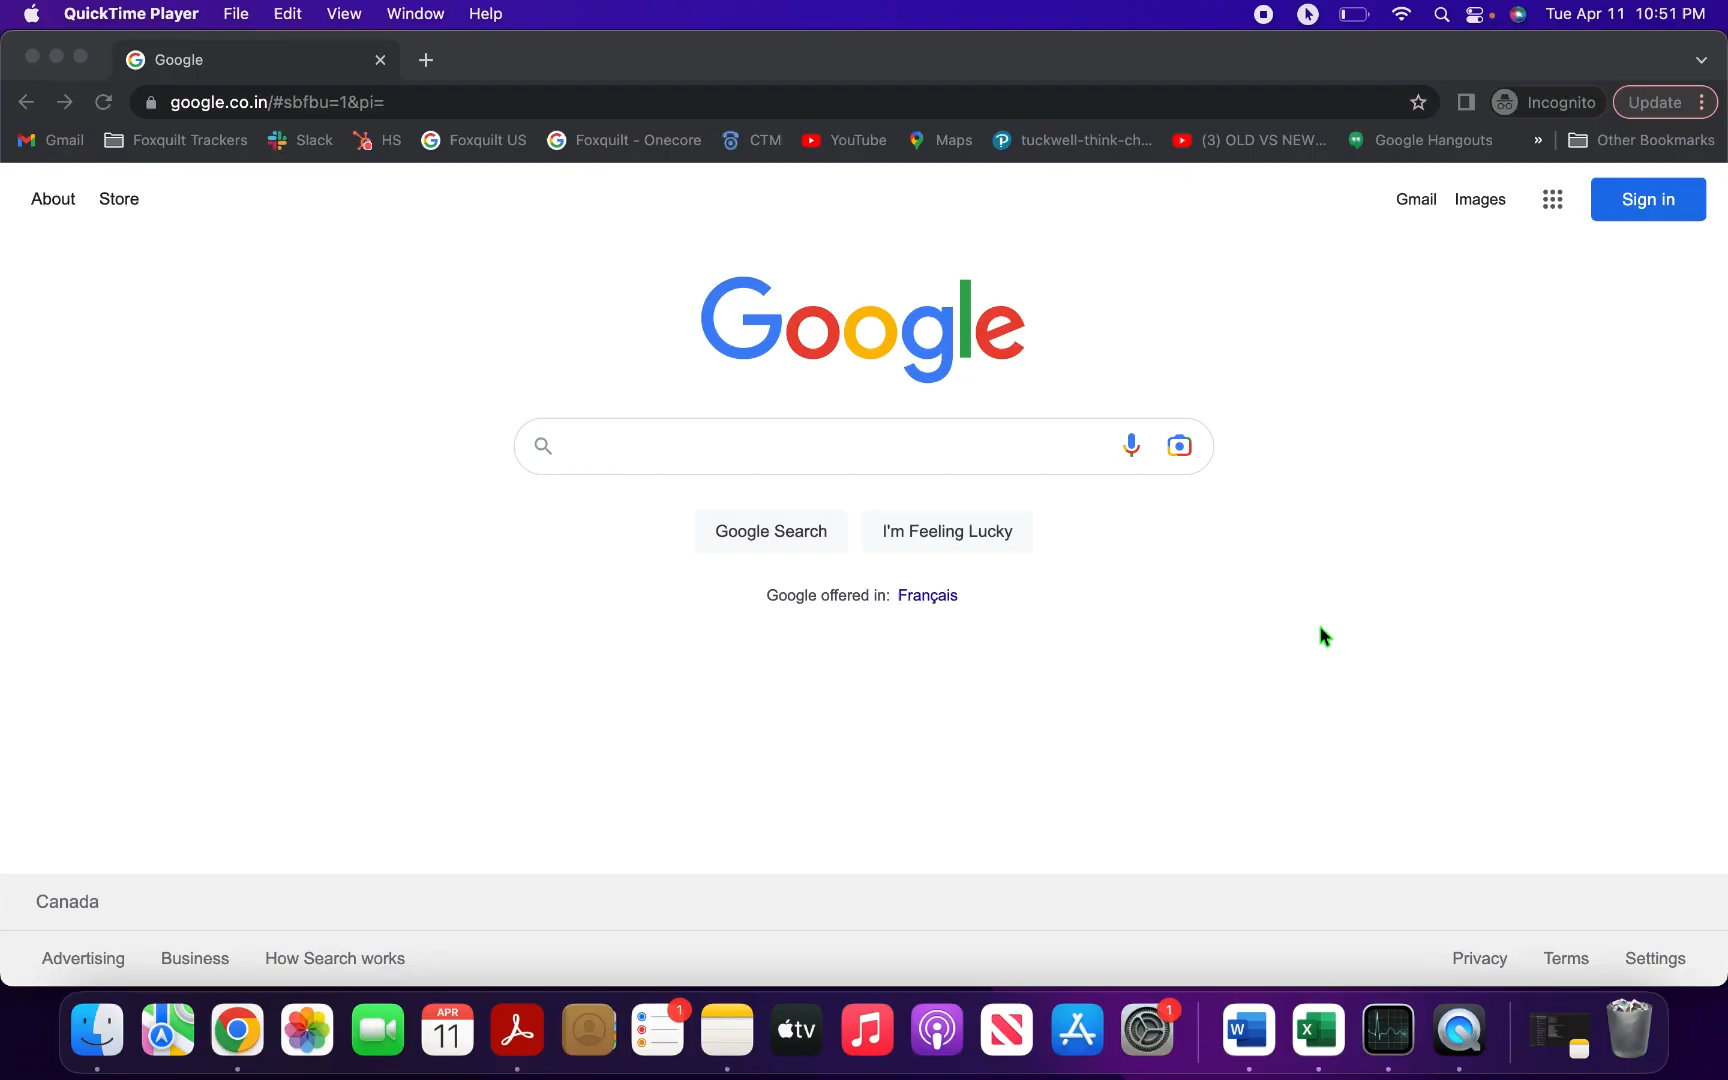 QuickTime Player File Edit View Window Help Tue Apr 11 10:51 PM
Google
google.co.in/#sbfbu=1&pi= Incognito Update
Gmail Foxquilt Trackers Slack HS Foxquilt US Foxquilt - Onecore CTM YouTube Maps tuckwell-think-ch... (3) OLD VS NEW... Google Hangouts » Other Bookmarks
About Store Gmail Images Sign in
Google
Google Search I'm Feeling Lucky
Google offered in: Français
Canada
Advertising Business How Search works Privacy Terms Settings
APR 1 1
11 tv W X